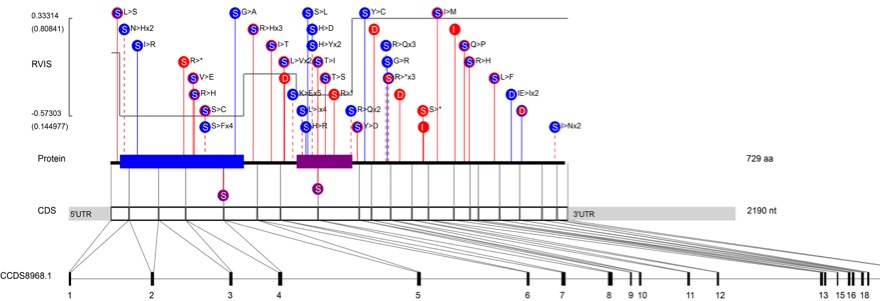 0.33314
(0.80841)
RVIS
-0.57303
(0.144977)
S L>S
S G>A
S S>L
S Y>C
S I>M
S N>Hx2
S R>Hx3
S H>D
D
I
S I>R
S I>T
S H>Yx2
S R>Qx3
S Q>P
S R>*
S L>Vx2
S T>I
S G>R
S R>H
S V>E
D
S T>S
S R>*x3
S L>F
S R>H
S K>Ex5
S R>*
D
D IE>Ix2
S S>C
S L>x4
S R>Qx2
S S>*
D
S S>Fx4
S H>R
S Y>D
I
S I>Nx2
Protein
729 aa
S
S
CDS
5'UTR
3'UTR
2190 nt
CCDS8968.1
1 2 3 4 5 6 7 8 9 10 11 12 13 15 16 18